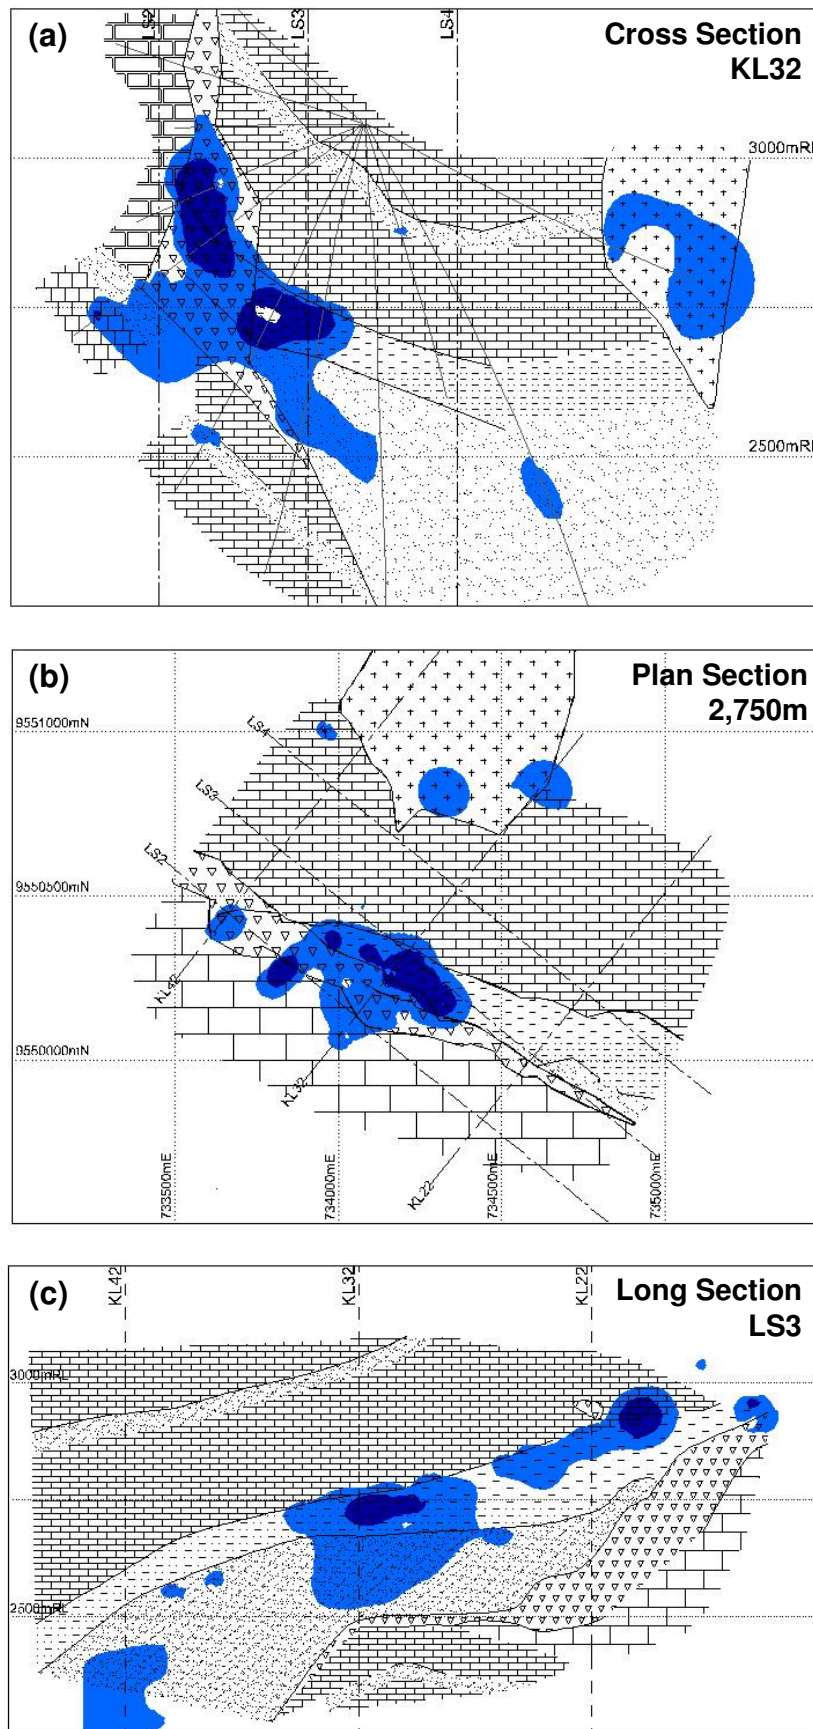 (a)
LS2
LS3
LS4
Cross Section
KL32
3000mRL
2500mRL
(b)
Plan Section
2,750m
9551000mN
LS4
LS3
LS2
9550500mN
KL42
9550000mN
KL32
KL22
733500mE
734000mE
734500mE
735000mE
(c)
KL42
KL32
KL22
Long Section
LS3
3000mRL
2500mRL